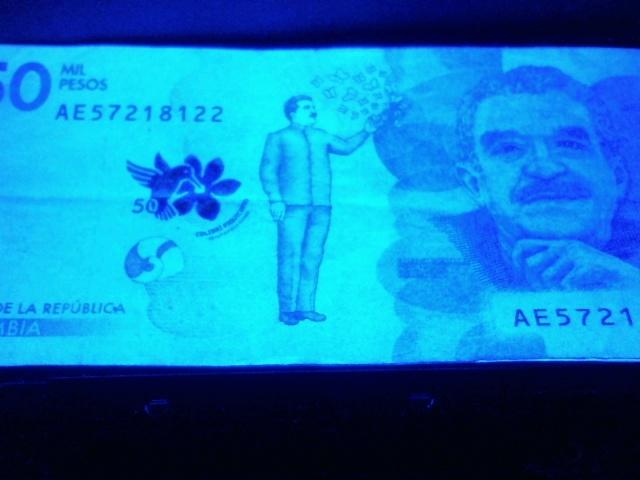 50 MIL
PESOS
AE57218122
50
DE LA REPÚBLICA
MBIA
AE5721